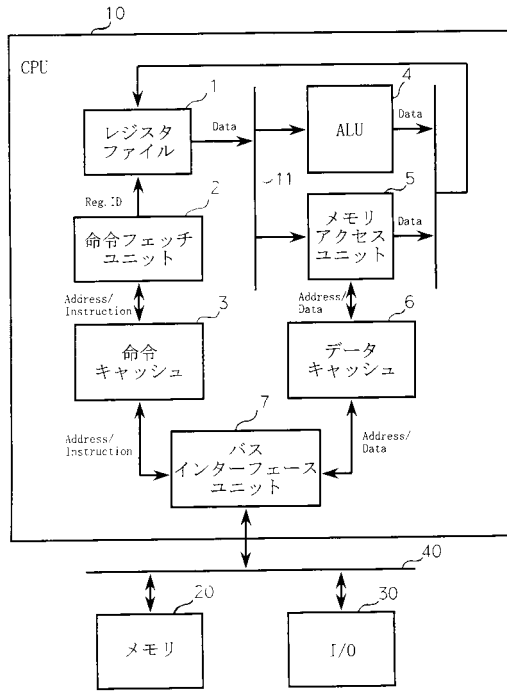 10
CPU
1
レジスタ
ファイル
Data
4
ALU
Data
11
Reg.ID
2
命令フェッチ
ユニット
5
メモリ
アクセス
ユニット
Data
Address/
Instruction
3
命令
キャッシュ
Address/
Data
6
データ
キャッシュ
Address/
Instruction
7
バス
インターフェース
ユニット
Address/
Data
40
20
メモリ
30
I/O